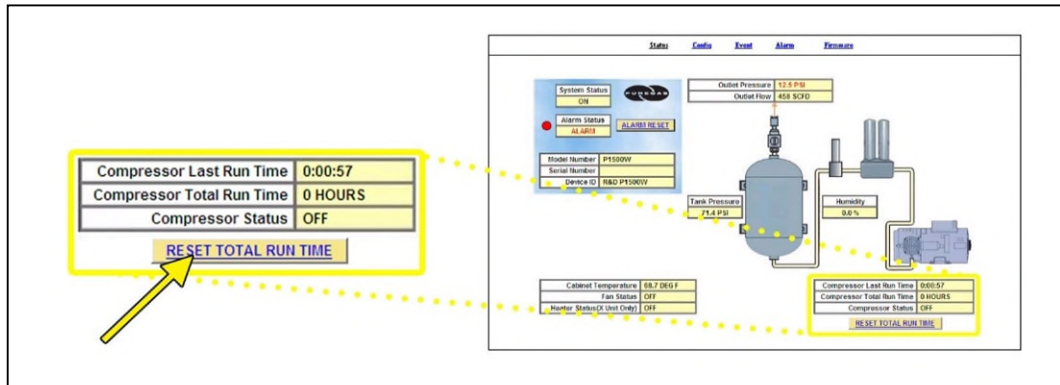 Compressor Last Run Time 0:00:57
Compressor Total Run Time 0 HOURS
Compressor Status OFF
RESET TOTAL RUN TIME
Status Config Event Alarm Firmware
System Status
ON
PUREGAS
Alarm Status
ALARM
ALARM RESET
Model Number P1500W
Serial Number
Device ID R&D P1500W
Outlet Pressure 12.5 PSI
Outlet Flow 458 SCFD
Tank Pressure
71.4 PSI
Humidity
0.0 %
Cabinet Temperature 68.7 DEG F
Fan Status OFF
Heater Status(X Unit Only) OFF
Compressor Last Run Time 0:00:57
Compressor Total Run Time 0 HOURS
Compressor Status OFF
RESET TOTAL RUN TIME